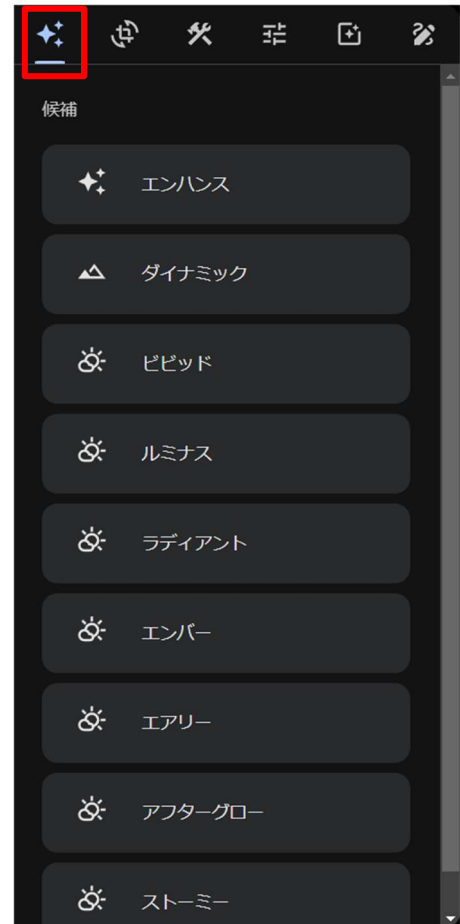 候補
エンハンス
ダイナミック
ビビッド
ルミナス
ラディアント
エンバー
エアリー
アフターグロー
ストーミー